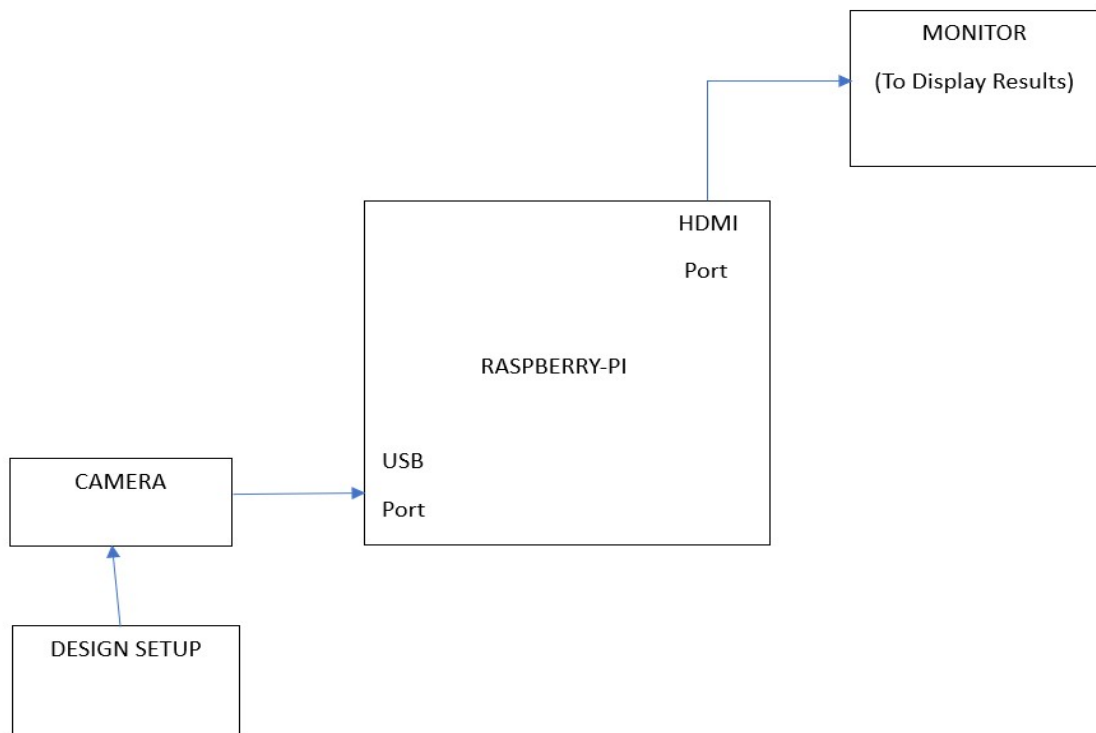 MONITOR
(To Display Results)
HDMI
Port
RASPBERRY-PI
USB
Port
CAMERA
DESIGN SETUP